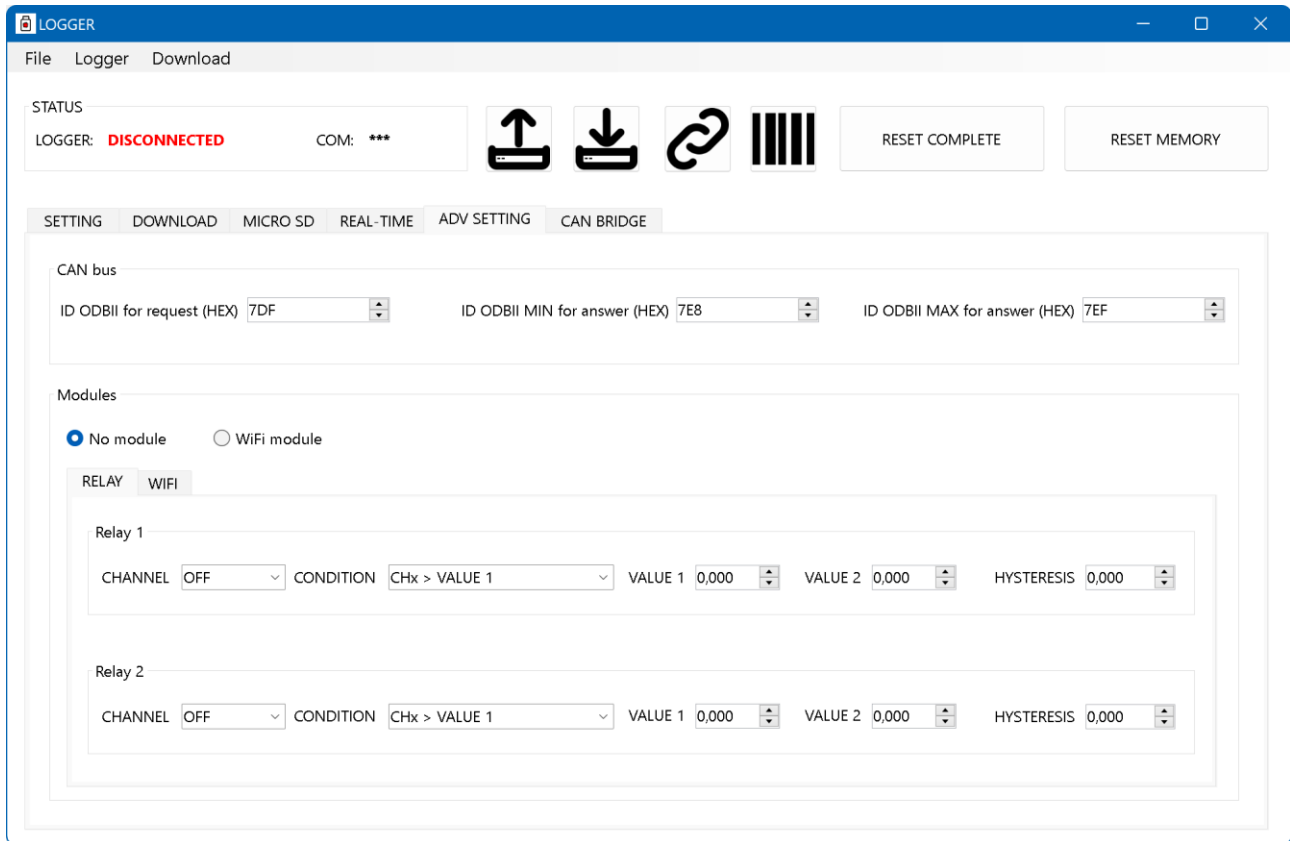 LOGGER
File Logger Download
STATUS
LOGGER: DISCONNECTED COM: ***
RESET COMPLETE
RESET MEMORY
SETTING DOWNLOAD MICRO SD REAL-TIME ADV SETTING CAN BRIDGE
CAN bus
ID ODBII for request (HEX) 7DF ID ODBII MIN for answer (HEX) 7E8 ID ODBII MAX for answer (HEX) 7EF
Modules
No module WiFi module
RELAY WIFI
Relay 1
CHANNEL OFF CONDITION CHx > VALUE 1 VALUE 1 0,000 VALUE 2 0,000 HYSTERESIS 0,000
Relay 2
CHANNEL OFF CONDITION CHx > VALUE 1 VALUE 1 0,000 VALUE 2 0,000 HYSTERESIS 0,000